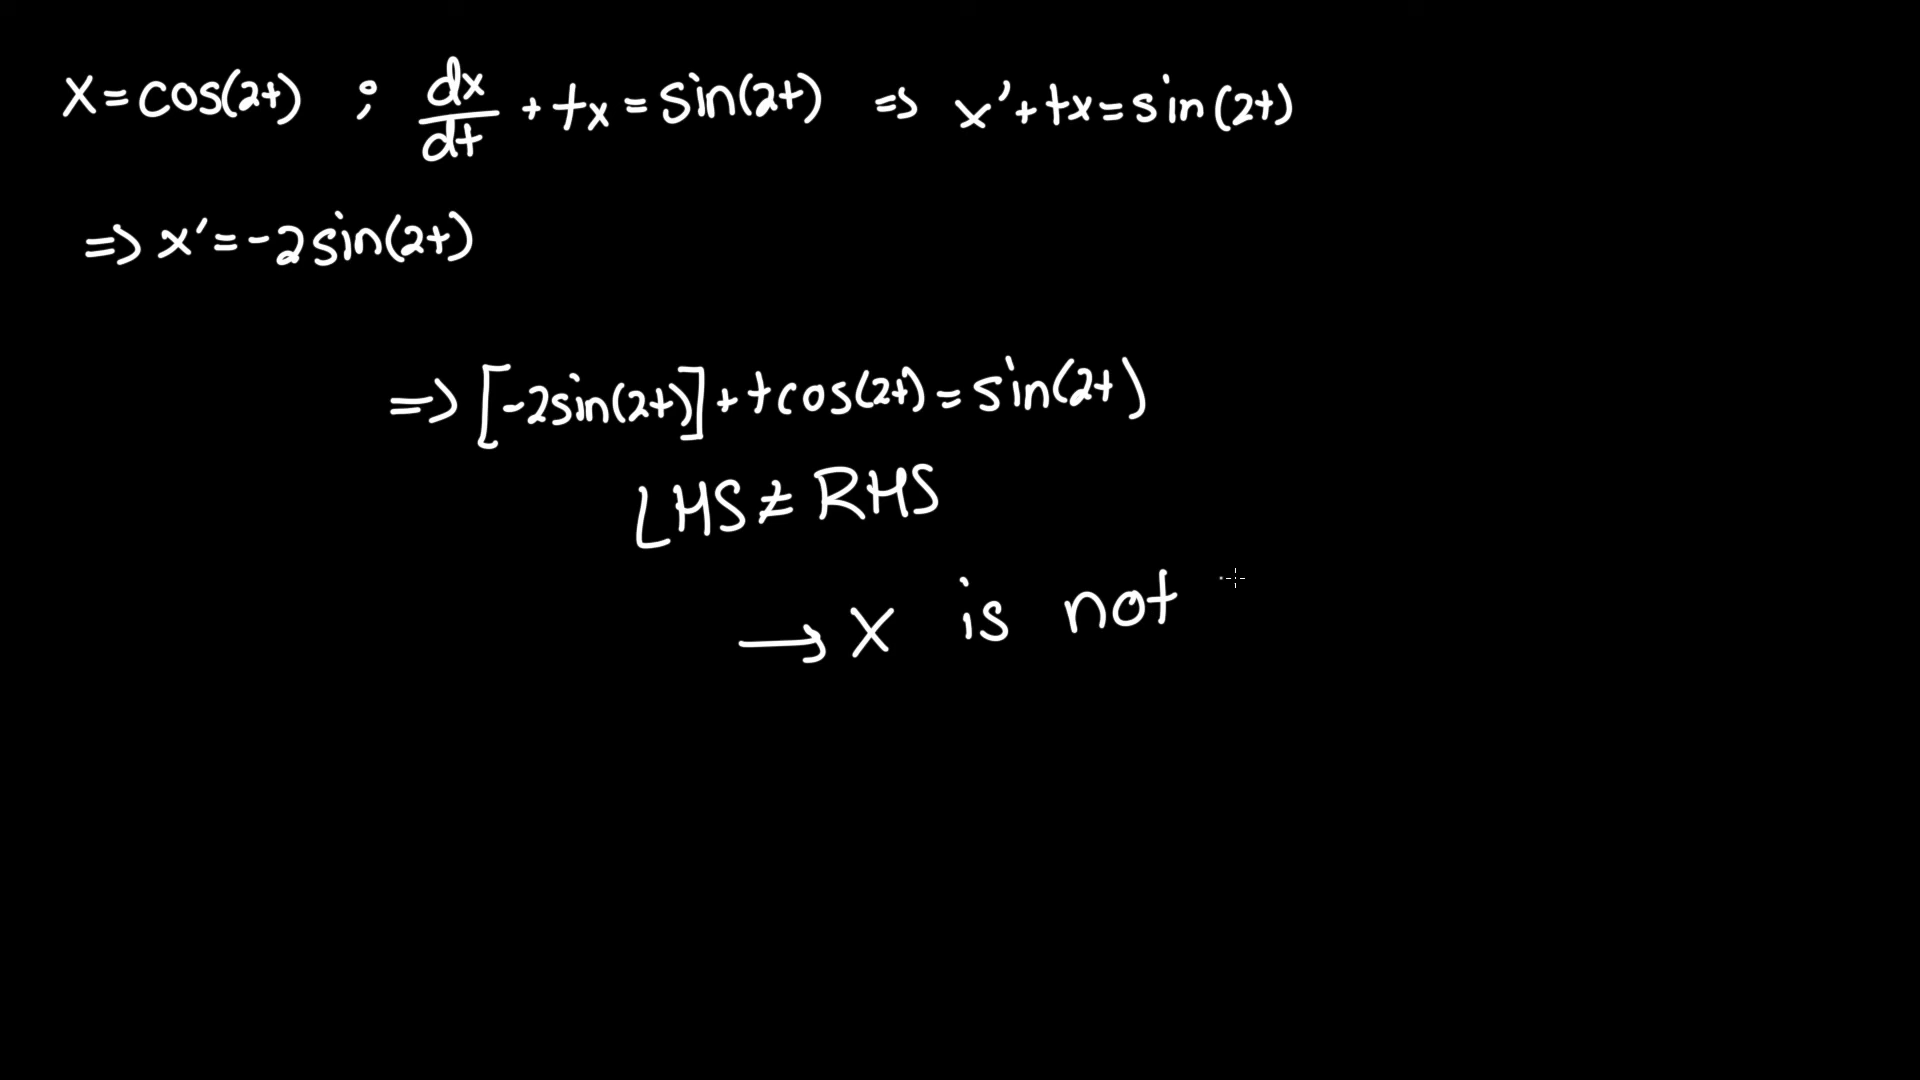 x=cos(2t) ; dx/dt + tx = sin(2t) => x'+tx=sin(2t)
=> x'=-2sin(2t)
=> [-2sin(2t)]+tcos(2t)=sin(2t)
LHS≠RHS
→ x is not